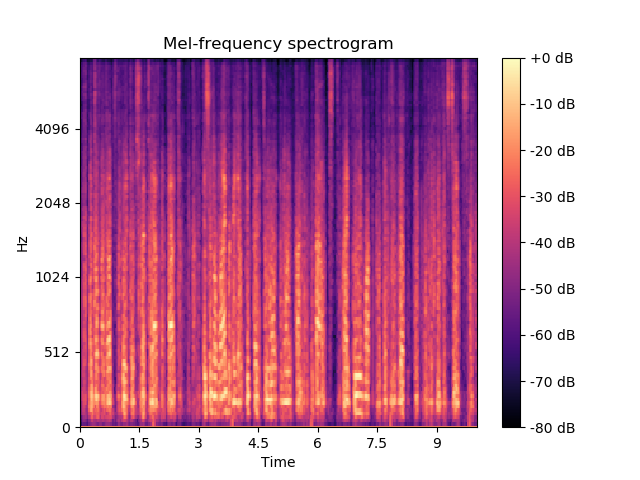 Mel-frequency spectrogram
+0 dB
-10 dB
-20 dB
-30 dB
-40 dB
-50 dB
-60 dB
-70 dB
-80 dB
4096
2048
1024
512
0
Hz
0 1.5 3 4.5 6 7.5 9
Time